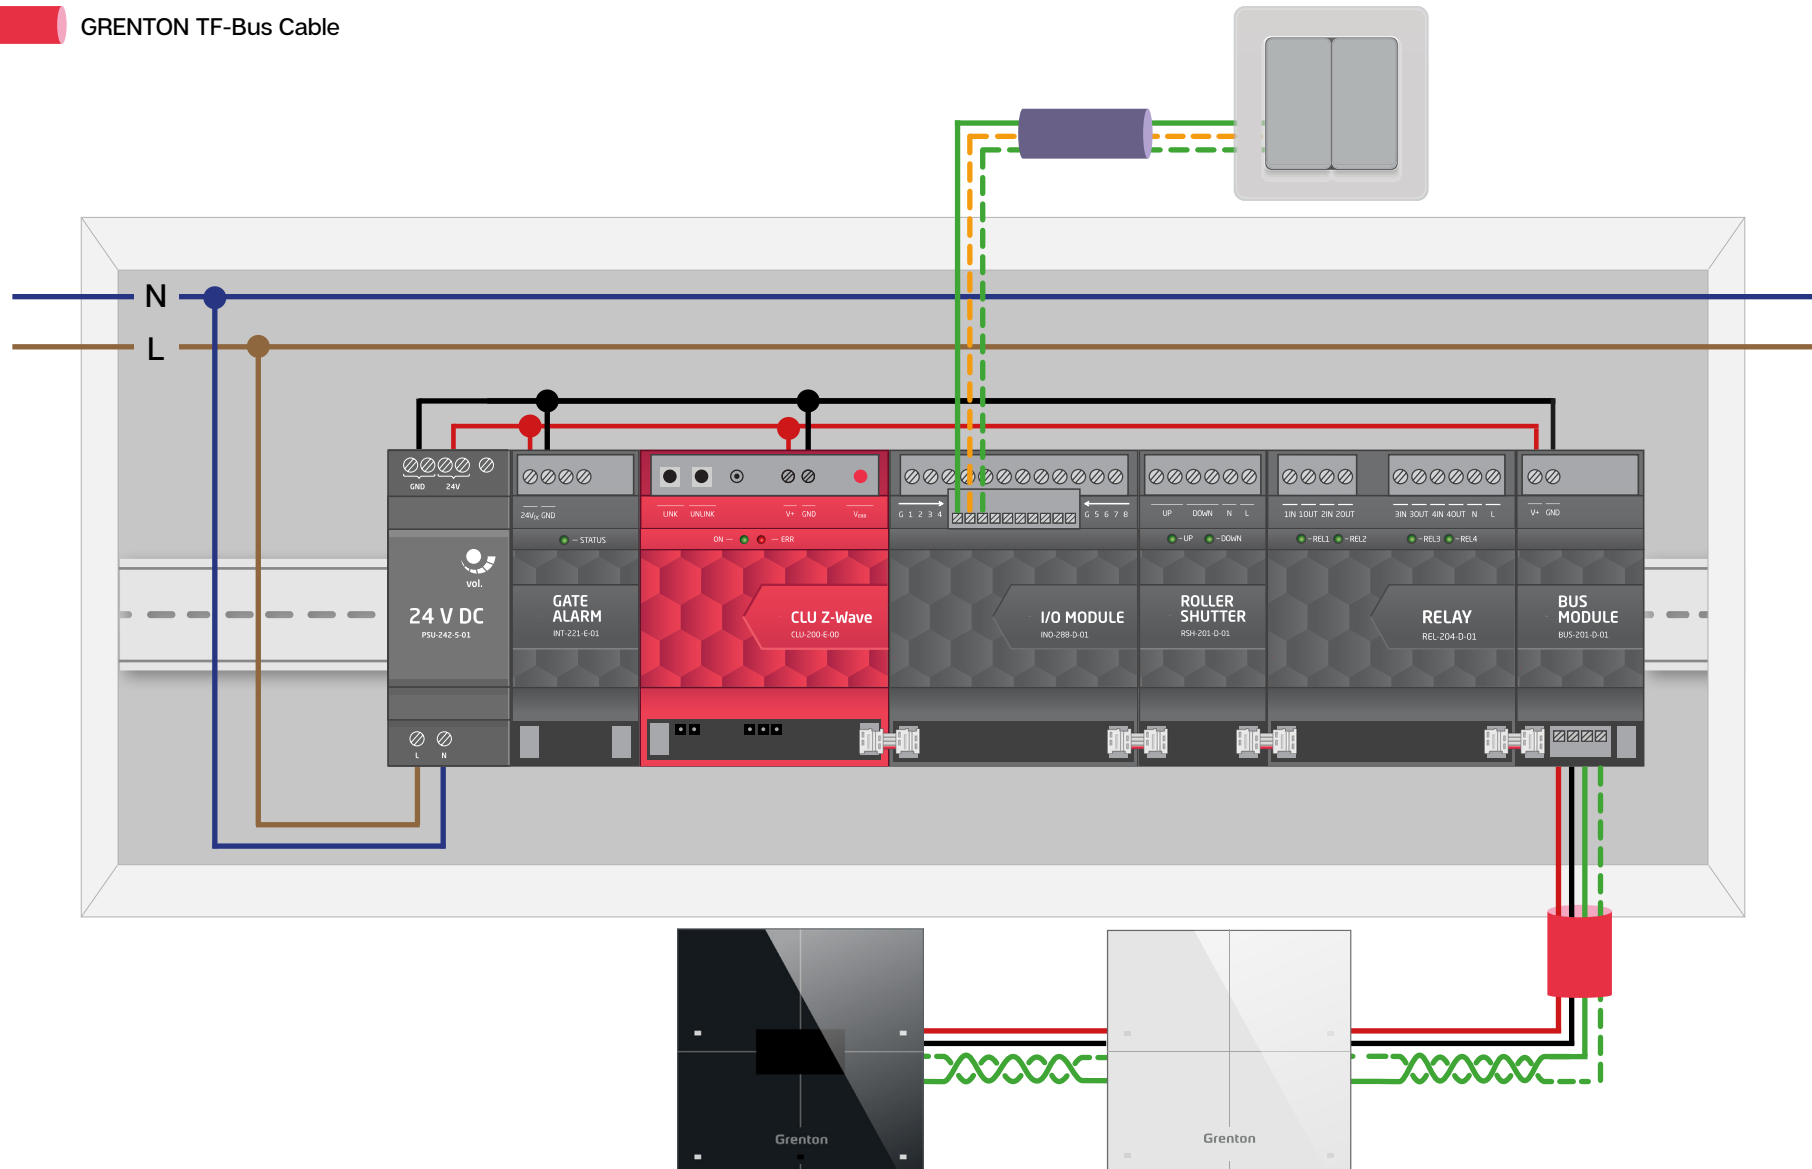 GRENTON TF-Bus Cable
N
L
GND 24V
24V GND
LINK UNLINK V+ GND
G 1 2 3 4 G 5 6 7 8
UP DOWN N L
1IN 1OUT 2IN 2OUT 3IN 3OUT 4IN 4OUT N L
V+ GND
STATUS
ON ERR
UP DOWN
REL1 REL2 REL3 REL4
vol.
24 V DC
PSU-242-S-01
GATE
ALARM
INT-221-E-01
CLU Z-Wave
CLU-200-E-00
I/O MODULE
INO-288-D-01
ROLLER
SHUTTER
RSH-201-D-01
RELAY
REL-204-D-01
BUS
MODULE
BUS-201-D-01
L N
Grenton
Grenton